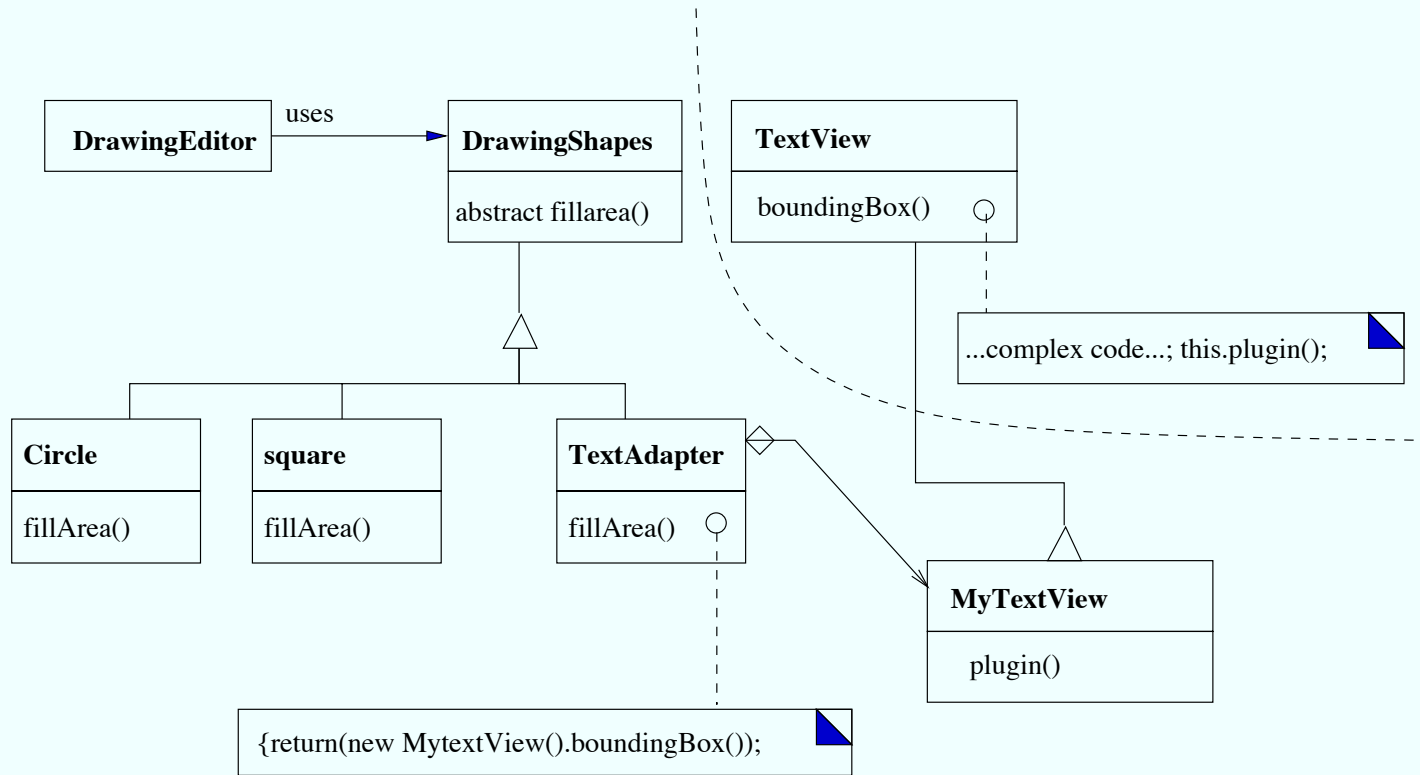 uses
DrawingEditor
DrawingShapes
TextView
abstract fillarea()
boundingBox()
...complex code...; this.plugin();
Circle
square
TextAdapter
fillArea()
fillArea()
fillArea()
MyTextView
plugin()
{return(new MytextView().boundingBox());